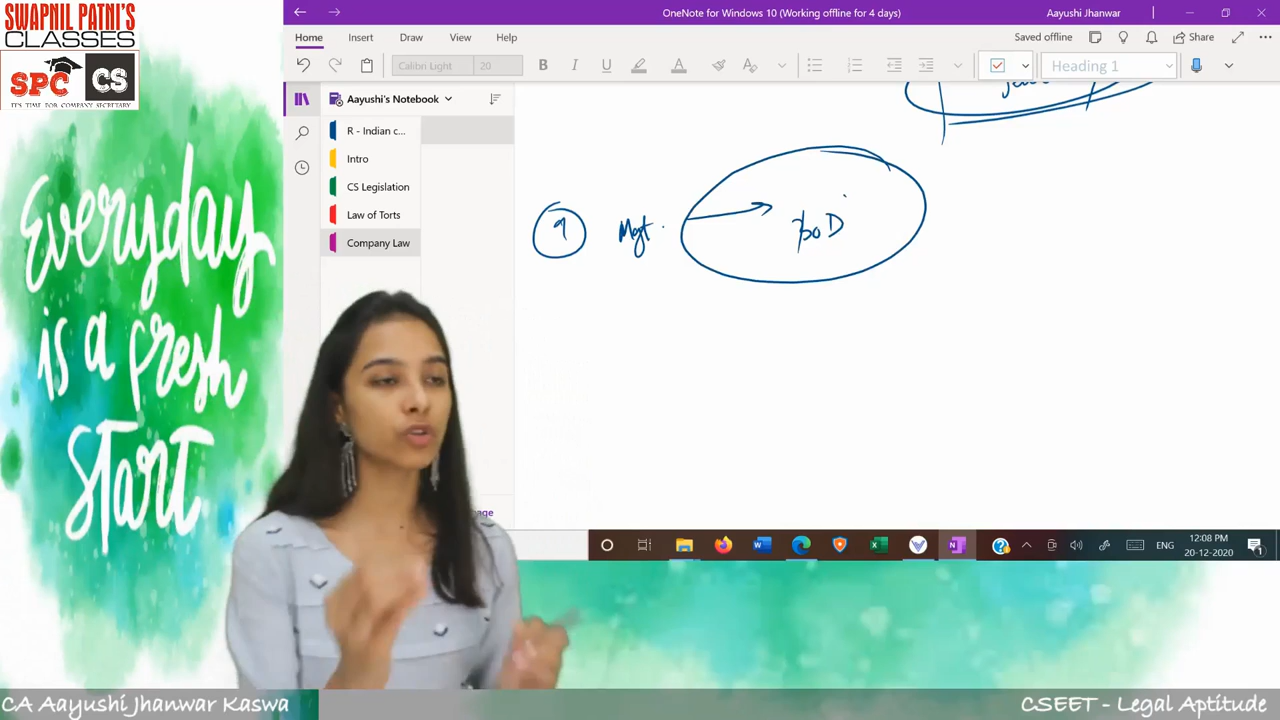 SWAPNIL PATNI'S
CLASSES
SPC CS
IT'S TIME FOR COMPANY SECRETARY
Everyday
is a fresh
Start
OneNote for Windows 10 (Working offline for 4 days)
Aayushi Jhanwar
Home Insert Draw View Help
Saved offline
Share
Calibri Light 20 B I U A A Heading 1
Aayushi's Notebook
R - Indian c...
Intro
CS Legislation
Law of Torts
Company Law
9 Mgt. BoD
age
ENG
12:08 PM
20-12-2020
1
CA Aayushi Jhanwar Kaswa
CSEET - Legal Aptitude